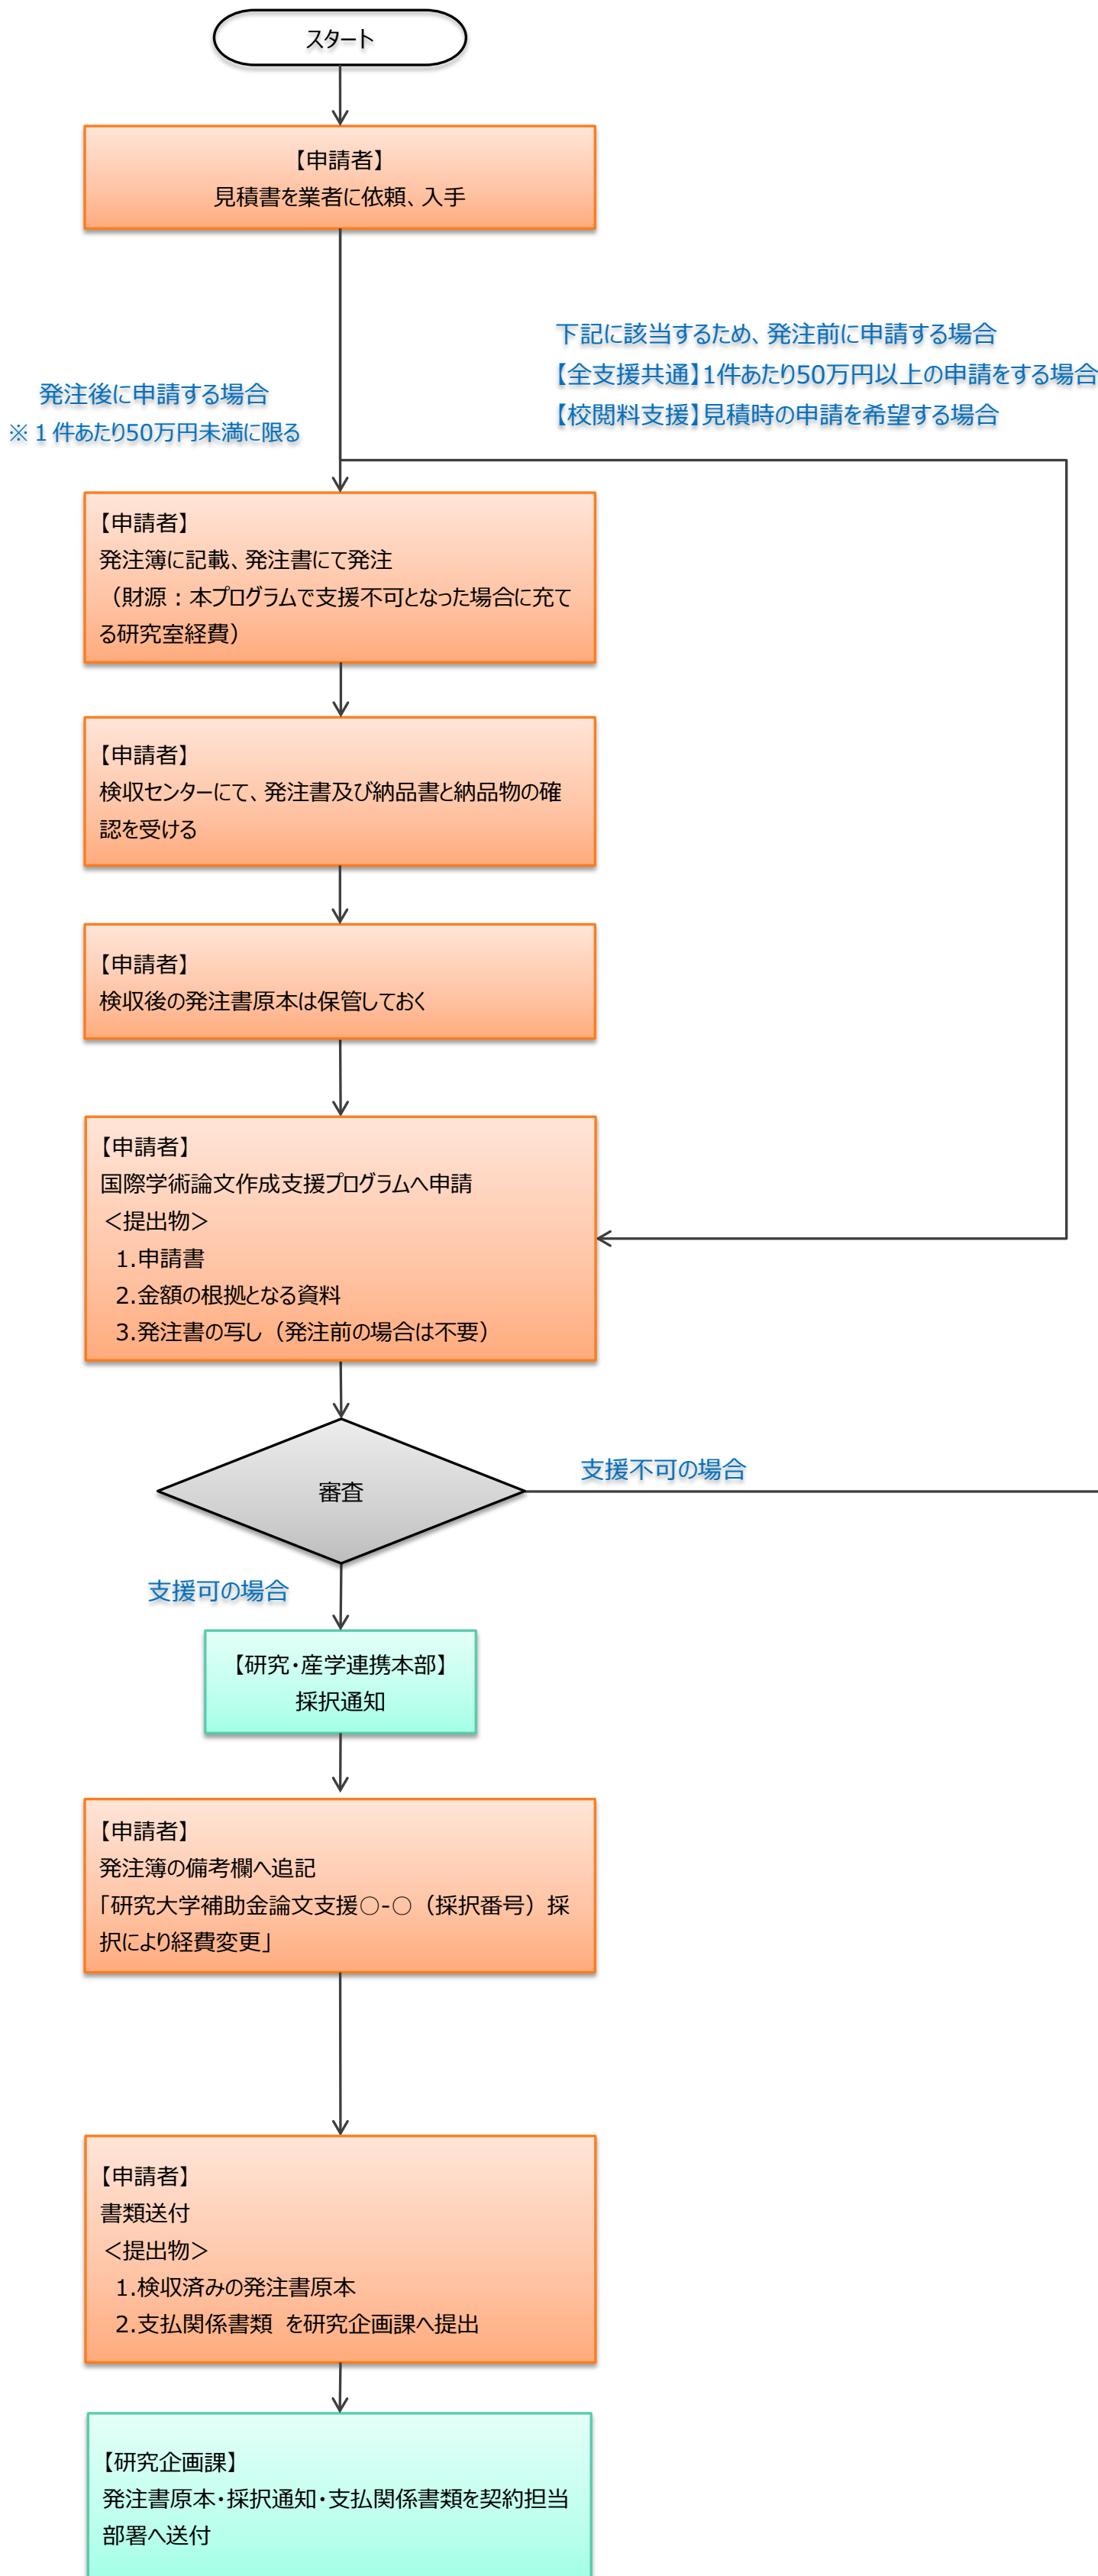 スタート
【申請者】
見積書を業者に依頼、入手
下記に該当するため、発注前に申請する場合
【全支援共通】1件あたり50万円以上の申請をする場合
【校閲料支援】見積時の申請を希望する場合
発注後に申請する場合
※１件あたり50万円未満に限る
【申請者】
発注簿に記載、発注書にて発注
（財源：本プログラムで支援不可となった場合に充て
る研究室経費）
【申請者】
検収センターにて、発注書及び納品書と納品物の確
認を受ける
【申請者】
検収後の発注書原本は保管しておく
【申請者】
国際学術論文作成支援プログラムへ申請
＜提出物＞
1.申請書
2.金額の根拠となる資料
3.発注書の写し（発注前の場合は不要）
審査
支援不可の場合
支援可の場合
【研究・産学連携本部】
採択通知
【申請者】
発注簿の備考欄へ追記
「研究大学補助金論文支援○-○（採択番号）採
択により経費変更」
【申請者】
書類送付
＜提出物＞
1.検収済みの発注書原本
2.支払関係書類 を研究企画課へ提出
【研究企画課】
発注書原本・採択通知・支払関係書類を契約担当
部署へ送付